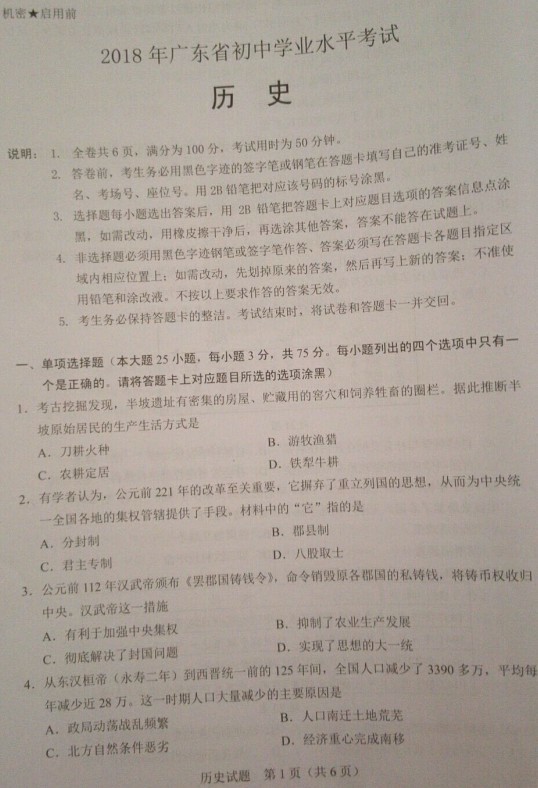 机密★启用前
2018年广东省初中学业水平考试
历 史
说明：1. 全卷共6页，满分为100分，考试用时为50分钟。
2. 答卷前，考生务必用黑色字迹的签字笔或钢笔在答题卡填写自己的准考证号、姓
名、考场号、座位号。用2B铅笔把对应该号码的标号涂黑。
3. 选择题每小题选出答案后，用2B铅笔把答题卡上对应题目选项的答案信息点涂
黑，如需改动，用橡皮擦干净后，再选涂其他答案，答案不能答在试题上。
4. 非选择题必须用黑色字迹钢笔或签字笔作答、答案必须写在答题卡各题目指定区
域内相应位置上；如需改动，先划掉原来的答案，然后再写上新的答案；不准使
用铅笔和涂改液。不按以上要求作答的答案无效。
5. 考生务必保持答题卡的整洁。考试结束时，将试卷和答题卡一并交回。
一、单项选择题（本大题25小题，每小题3分，共75分。每小题列出的四个选项中只有一
个是正确的。请将答题卡上对应题目所选的选项涂黑）
1. 考古挖掘发现，半坡遗址有密集的房屋、贮藏用的窖穴和饲养牲畜的圈栏。据此推断半
坡原始居民的生产生活方式是
A. 刀耕火种 B. 游牧渔猎
C. 农耕定居 D. 铁犁牛耕
2. 有学者认为，公元前221年的改革至关重要，它摒弃了重立列国的思想，从而为中央统
一全国各地的集权管辖提供了手段。材料中的“它”指的是
A. 分封制 B. 郡县制
C. 君主专制 D. 八股取士
3. 公元前112年汉武帝颁布《罢郡国铸钱令》，命令销毁原各郡国的私铸钱，将铸币权收归
中央。汉武帝这一措施
A. 有利于加强中央集权 B. 抑制了农业生产发展
C. 彻底解决了封国问题 D. 实现了思想的大一统
4. 从东汉桓帝（永寿二年）到西晋统一前的125年间，全国人口减少了3390多万，平均每
年减少近28万。这一时期人口大量减少的主要原因是
A. 政局动荡战乱频繁 B. 人口南迁土地荒芜
C. 北方自然条件恶劣 D. 经济重心完成南移
历史试题 第1页（共6页）